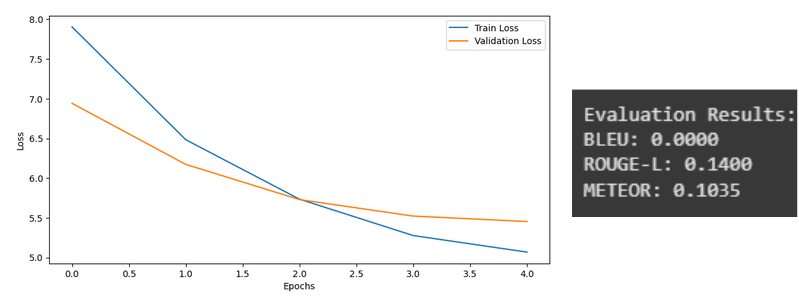 8.0
7.5
7.0
6.5
6.0
5.5
5.0
Loss
0.0 0.5 1.0 1.5 2.0 2.5 3.0 3.5 4.0
Epochs
Train Loss
Validation Loss
Evaluation Results:
BLEU: 0.0000
ROUGE-L: 0.1400
METEOR: 0.1035